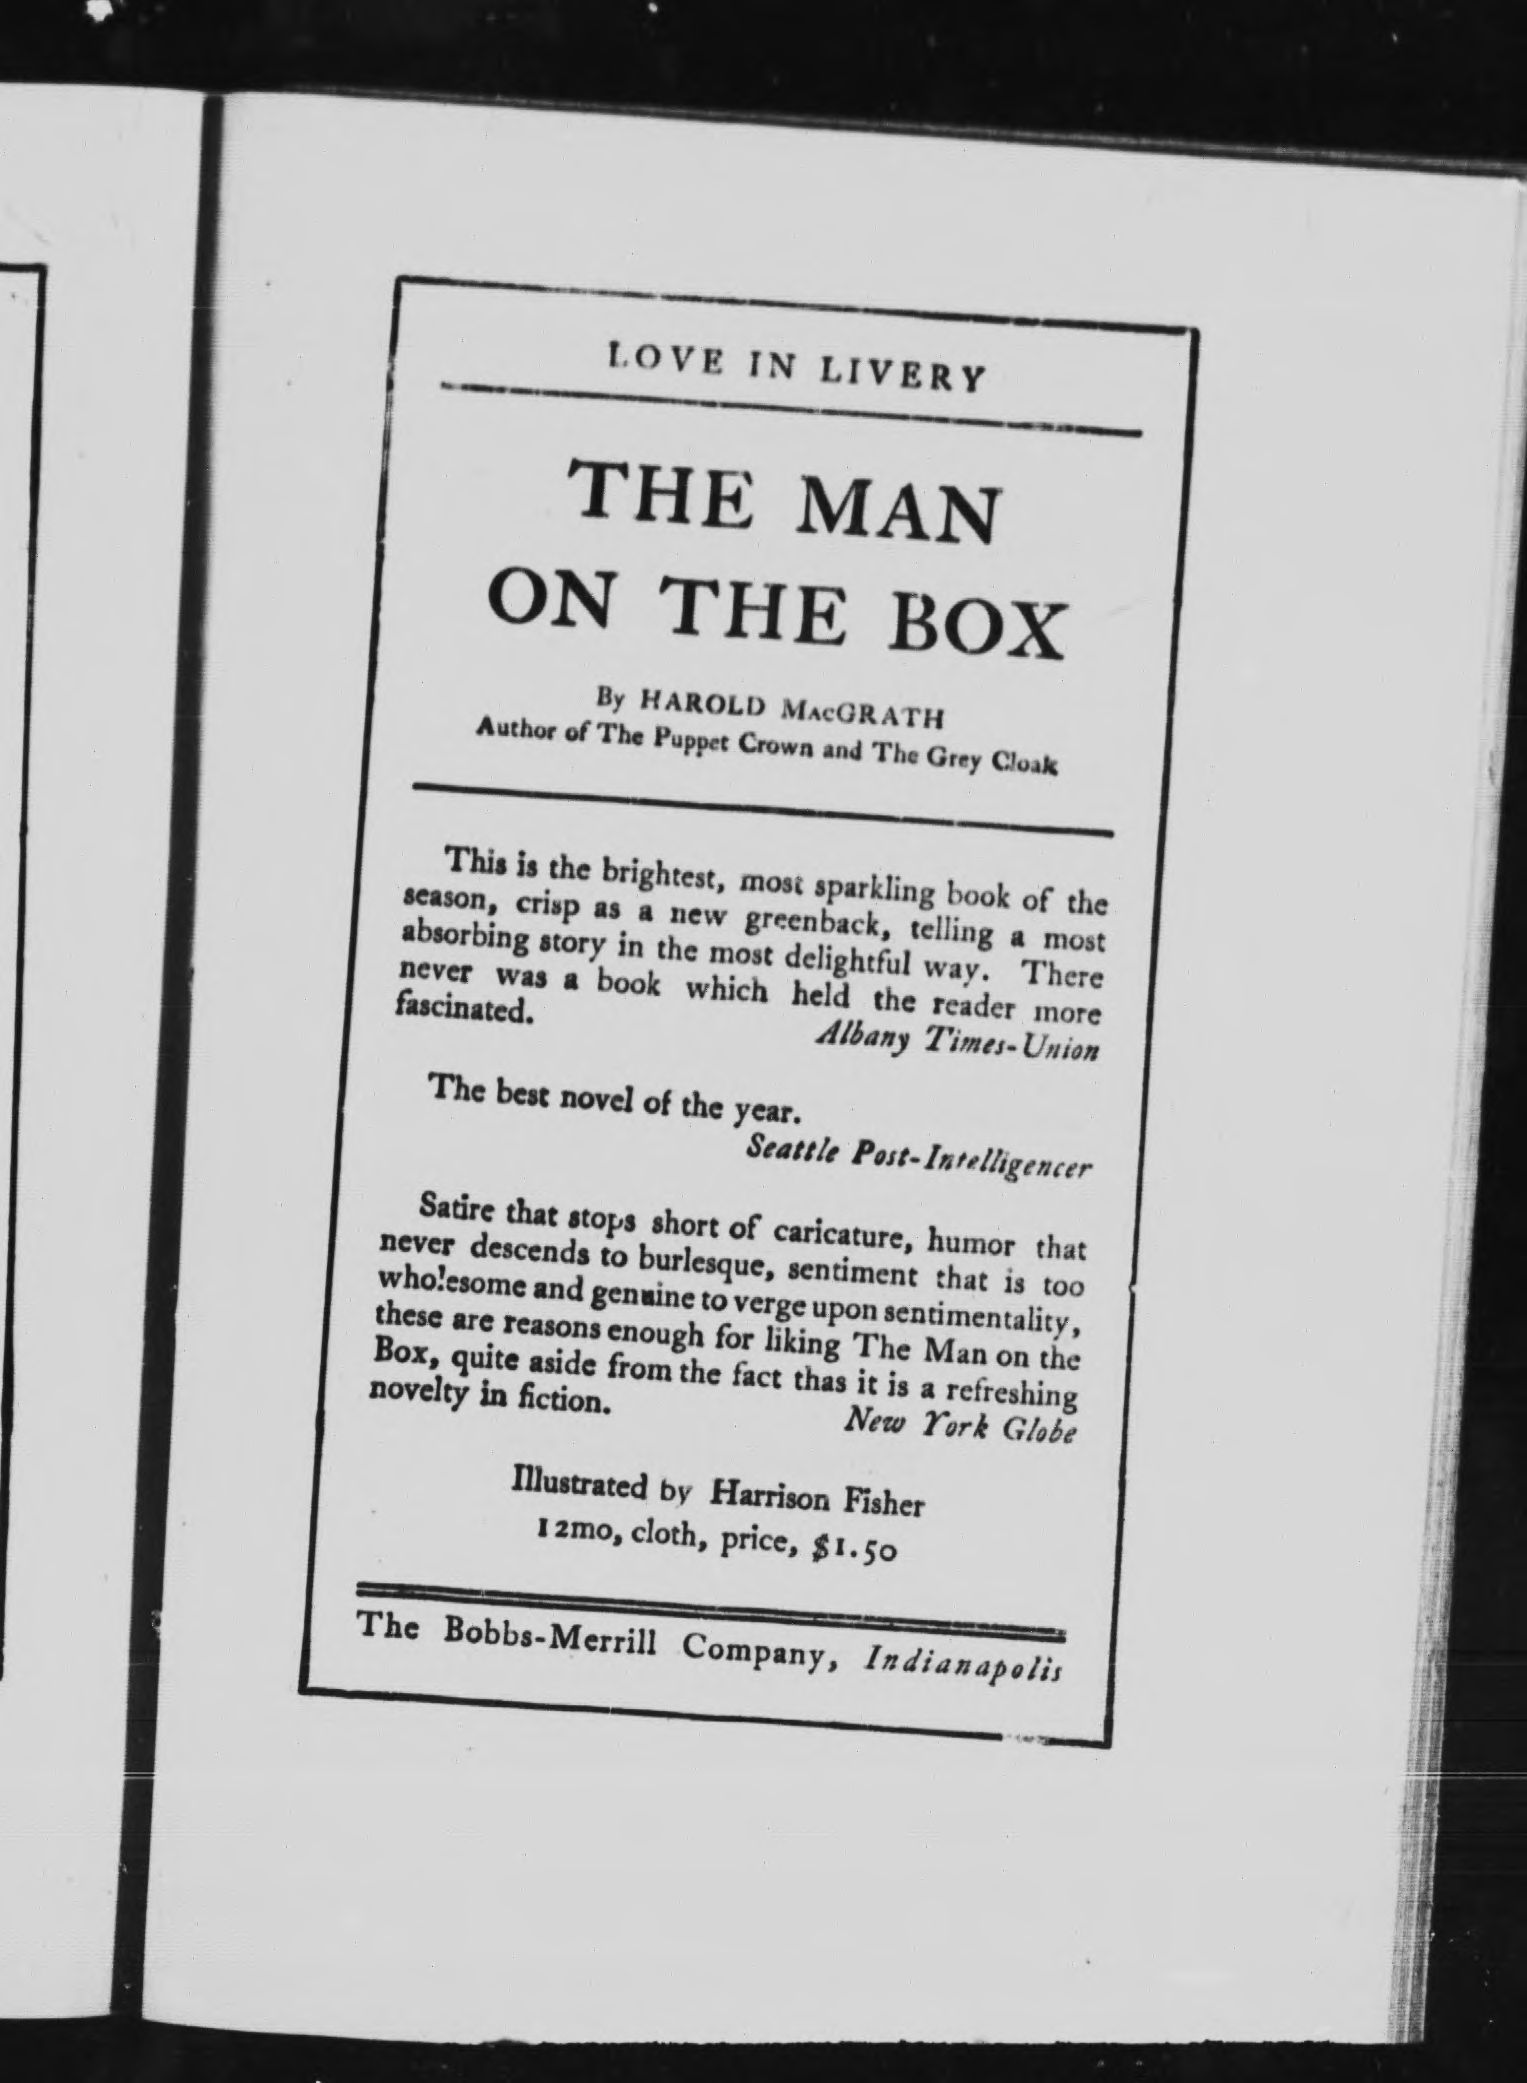 LOVE IN LIVERY
THE MAN
ON THE BOX
By HAROLD MacGRATH
Author of The Puppet Crown and The Grey Cloak
This is the brightest, most sparkling book of the
season, crisp as a new greenback, telling a most
absorbing story in the most delightful way. There
never was a book which held the reader more
fascinated.
Albany Times-Union
The best novel of the year.
Seattle Post-Intelligencer
Satire that stops short of caricature, humor that
never descends to burlesque, sentiment that is too
wholesome and genuine to verge upon sentimentality,
these are reasons enough for liking The Man on the
Box, quite aside from the fact thas it is a refreshing
novelty in fiction.
New York Globe
Illustrated by Harrison Fisher
12mo, cloth, price, $1.50
The Bobbs-Merrill Company, Indianapolis